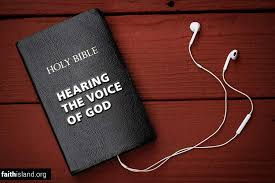 HOLY BIBLE
HEARING
THE VOICE
OF GOD
faithisland.org